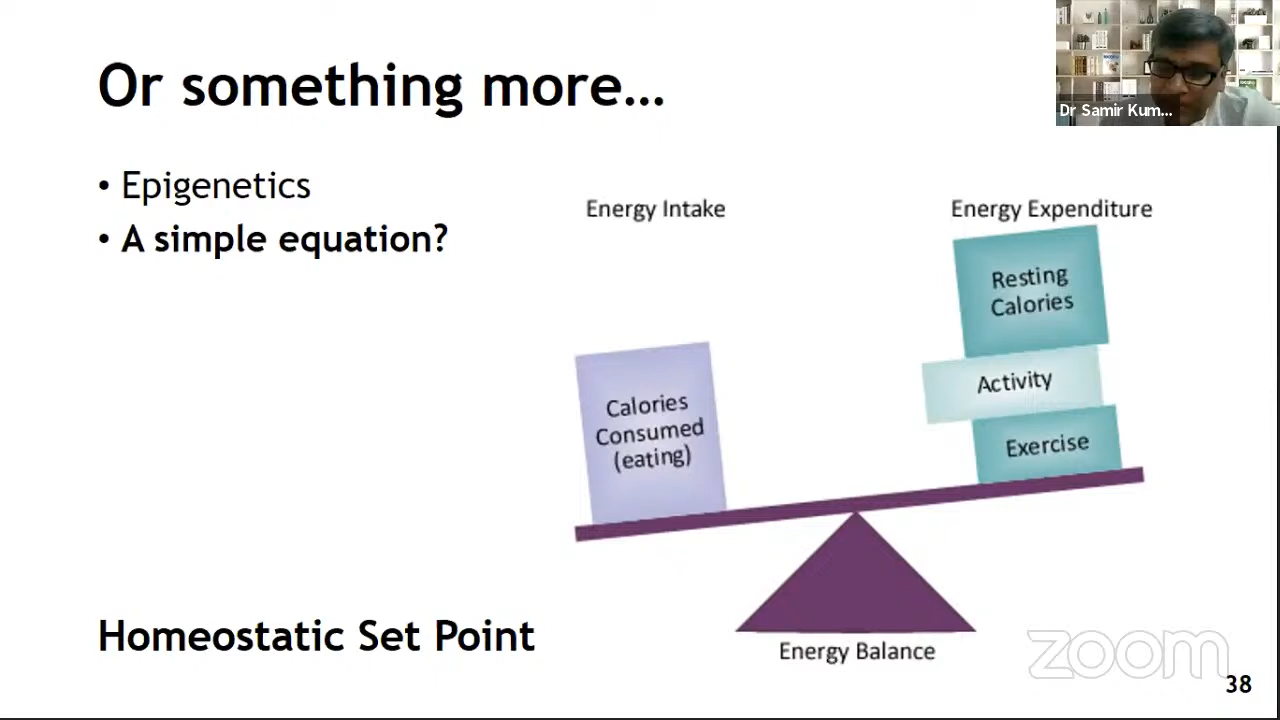 Or something more...
Dr Samir Kum...
• Epigenetics
• A simple equation?
Energy Intake
Energy Expenditure
Resting
Calories
Activity
Exercise
Calories
Consumed
(eating)
Homeostatic Set Point
Energy Balance
zoom
38